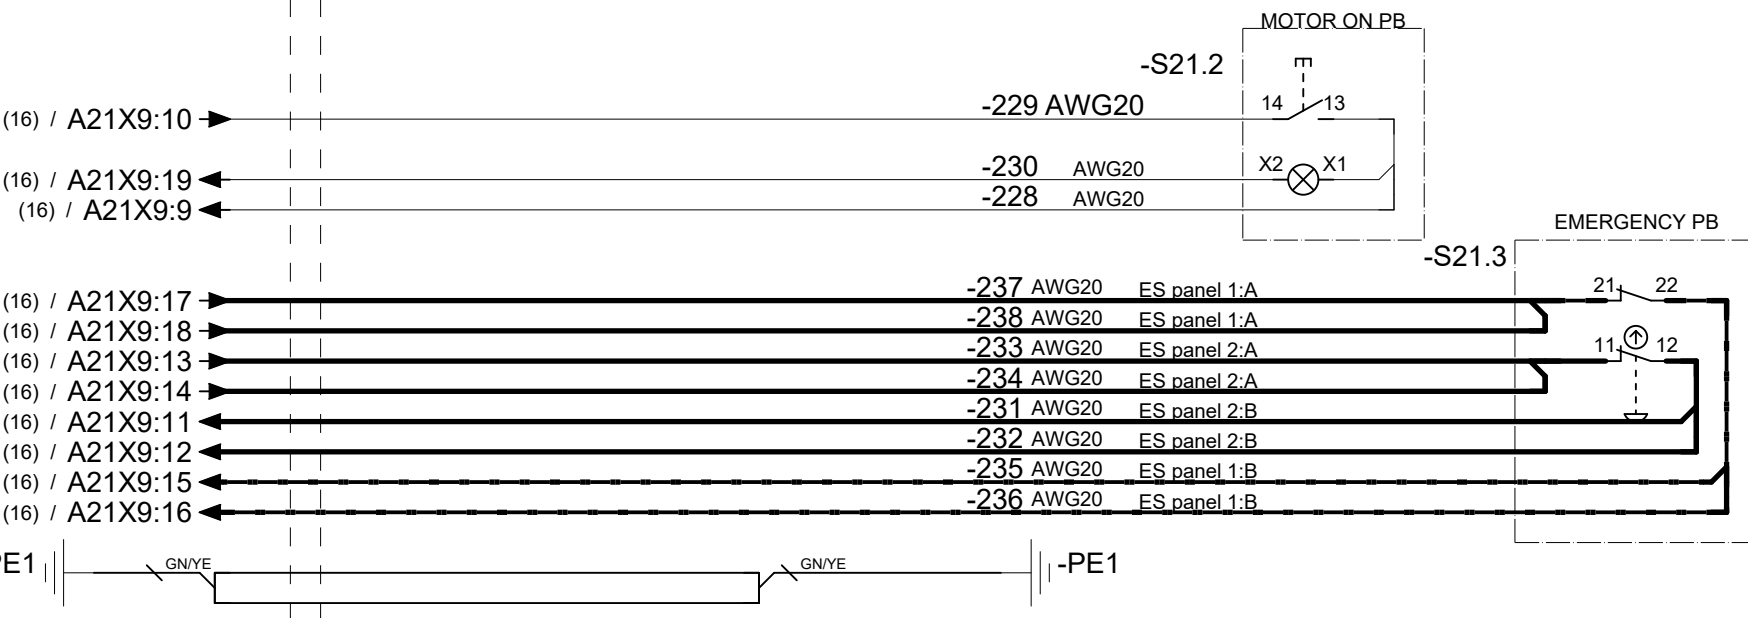 MOTOR ON PB
-S21.2
(16) / A21X9:10 -229 AWG20 14 13
(16) / A21X9:19 -230 AWG20 X2 X1
(16) / A21X9:9 -228 AWG20
EMERGENCY PB
-S21.3
(16) / A21X9:17 -237 AWG20 ES panel 1:A 21 22
(16) / A21X9:18 -238 AWG20 ES panel 1:A
(16) / A21X9:13 -233 AWG20 ES panel 2:A 11 12
(16) / A21X9:14 -234 AWG20 ES panel 2:A
(16) / A21X9:11 -231 AWG20 ES panel 2:B
(16) / A21X9:12 -232 AWG20 ES panel 2:B
(16) / A21X9:15 -235 AWG20 ES panel 1:B
(16) / A21X9:16 -236 AWG20 ES panel 1:B
PE1 GN/YE GN/YE -PE1